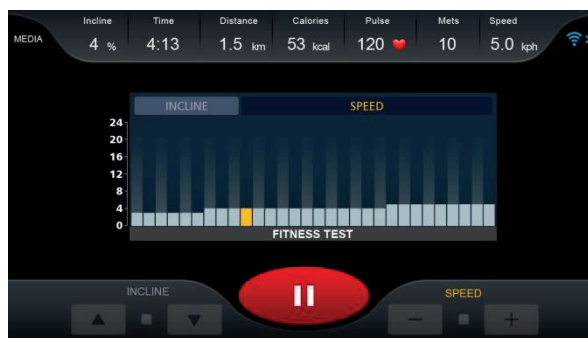 Incline Time Distance Calories Pulse Mets Speed
MEDIA 4 % 4:13 1.5 km 53 kcal 120 10 5.0 kph
INCLINE SPEED
24
20
16
12
8
4
0
FITNESS TEST
INCLINE SPEED